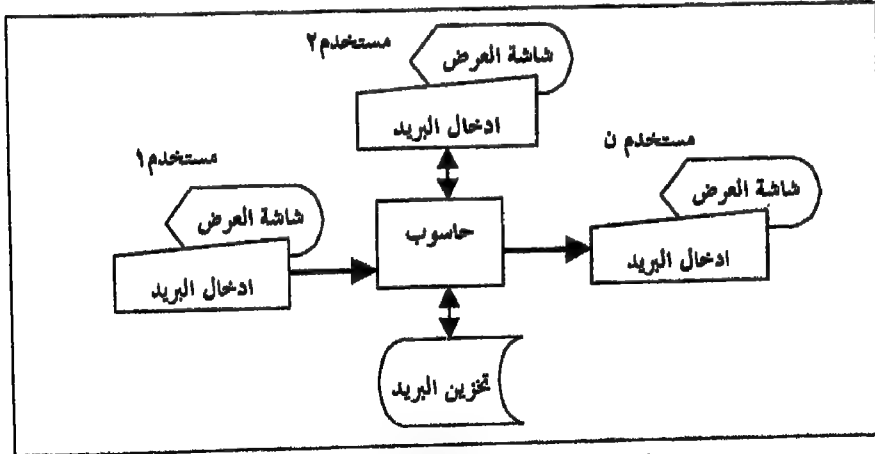 مستخدم٢
شاشة العرض
ادخال البريد
مستخدم ن
شاشة العرض
ادخال البريد
مستخدم١
شاشة العرض
ادخال البريد
حاسوب
تخزين البريد